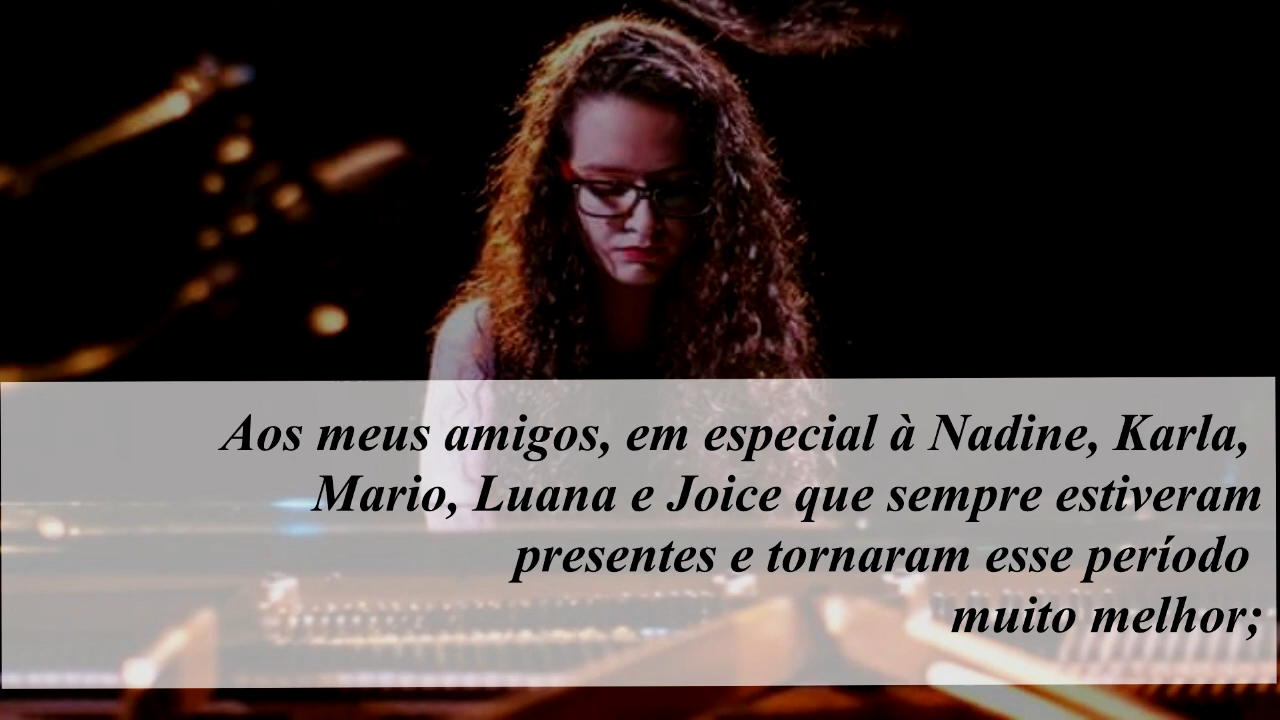 Aos meus amigos, em especial à Nadine, Karla,
Mario, Luana e Joice que sempre estiveram
presentes e tornaram esse período
muito melhor;